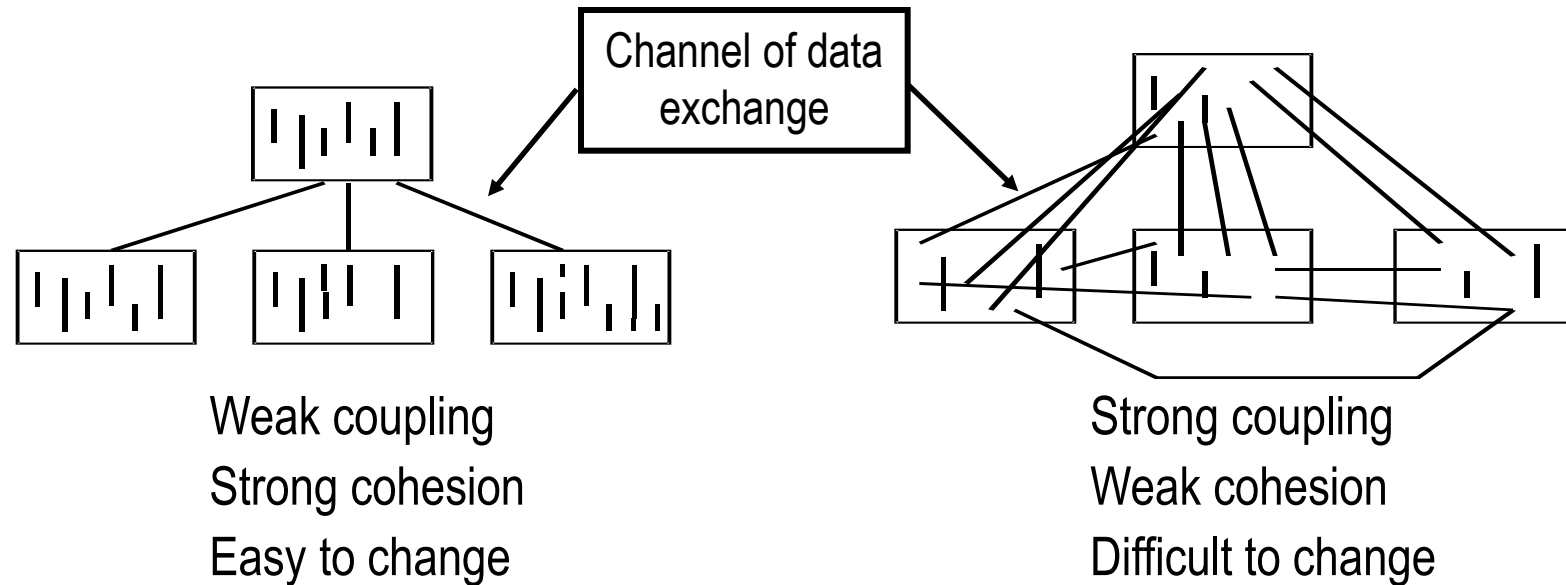 Channel of data
exchange
Weak coupling
Strong cohesion
Easy to change
Strong coupling
Weak cohesion
Difficult to change